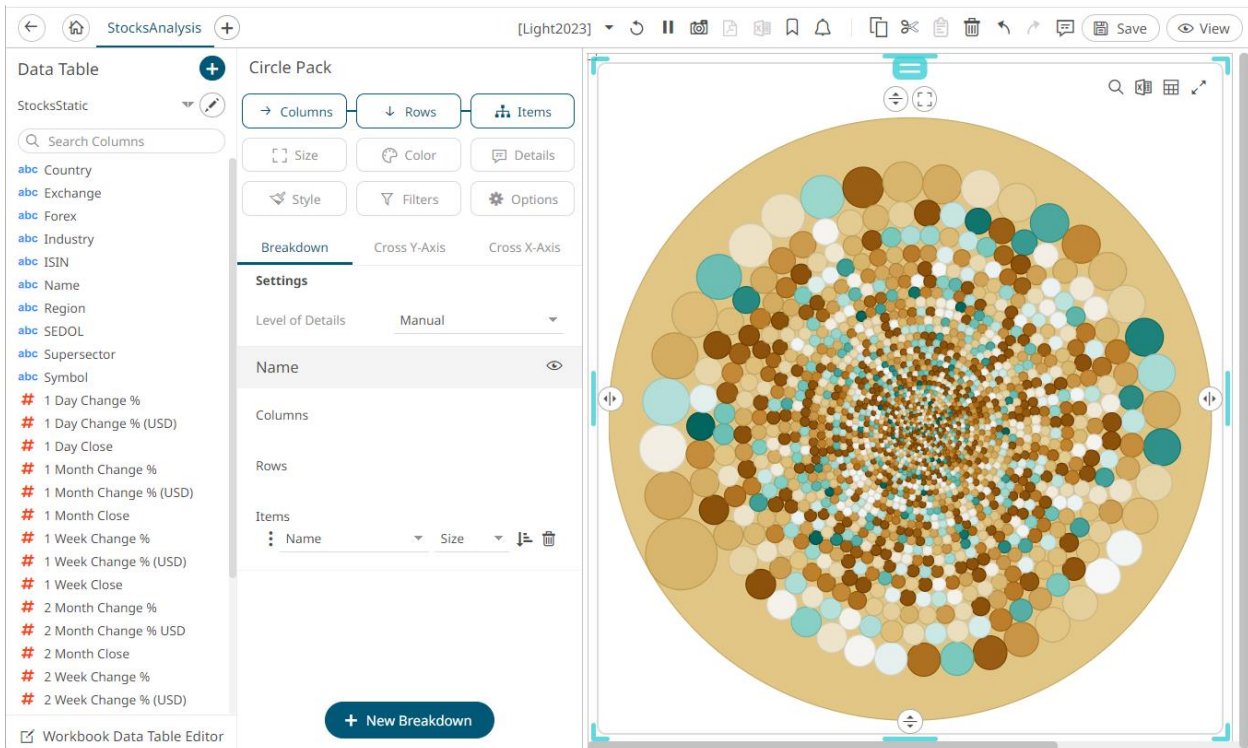 StocksAnalysis
[Light2023]
Save
View
Data Table
StocksStatic
Search Columns
abc Country
abc Exchange
abc Forex
abc Industry
abc ISIN
abc Name
abc Region
abc SEDOL
abc Supersector
abc Symbol
# 1 Day Change %
# 1 Day Change % (USD)
# 1 Day Close
# 1 Month Change %
# 1 Month Change % (USD)
# 1 Month Close
# 1 Week Change %
# 1 Week Change % (USD)
# 1 Week Close
# 2 Month Change %
# 2 Month Change % USD
# 2 Month Close
# 2 Week Change %
# 2 Week Change % (USD)
Workbook Data Table Editor
Circle Pack
Columns Rows Items
Size Color Details
Style Filters Options
Breakdown Cross Y-Axis Cross X-Axis
Settings
Level of Details Manual
Name
Columns
Rows
Items
Name Size
+ New Breakdown